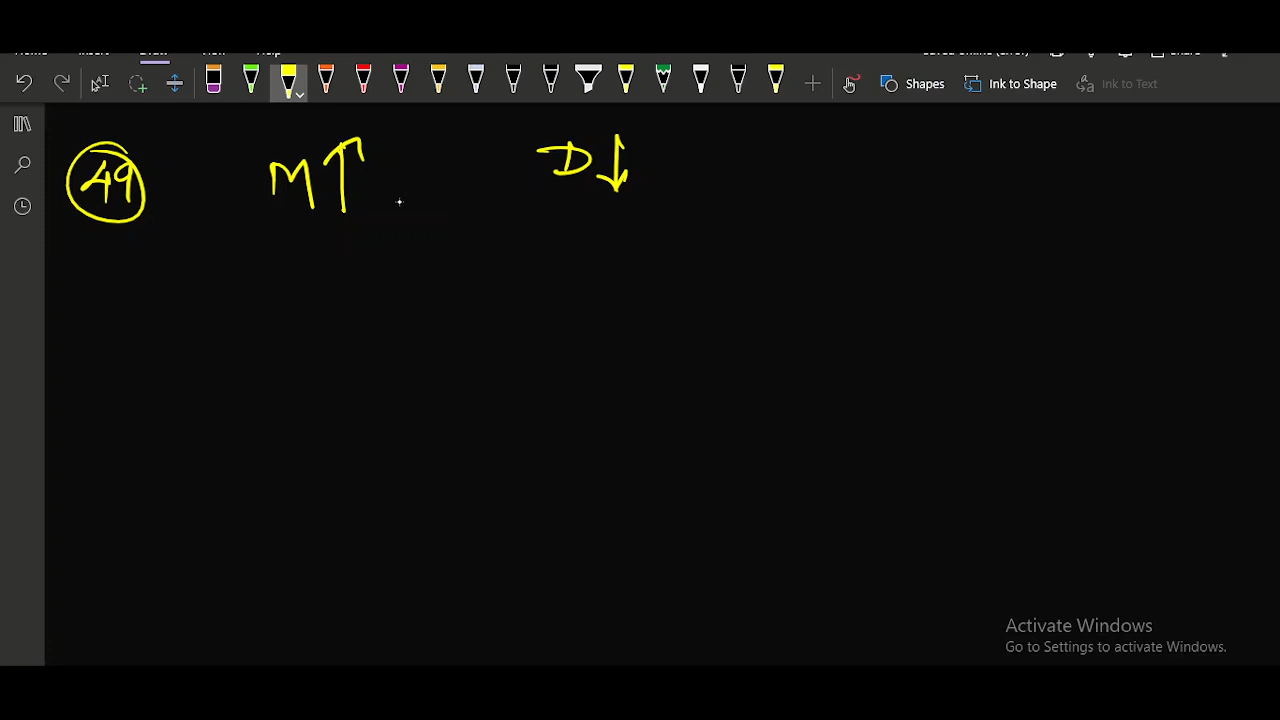 Shapes Ink to Shape Ink to Text
49 M↑ D↓
Activate Windows
Go to Settings to activate Windows.